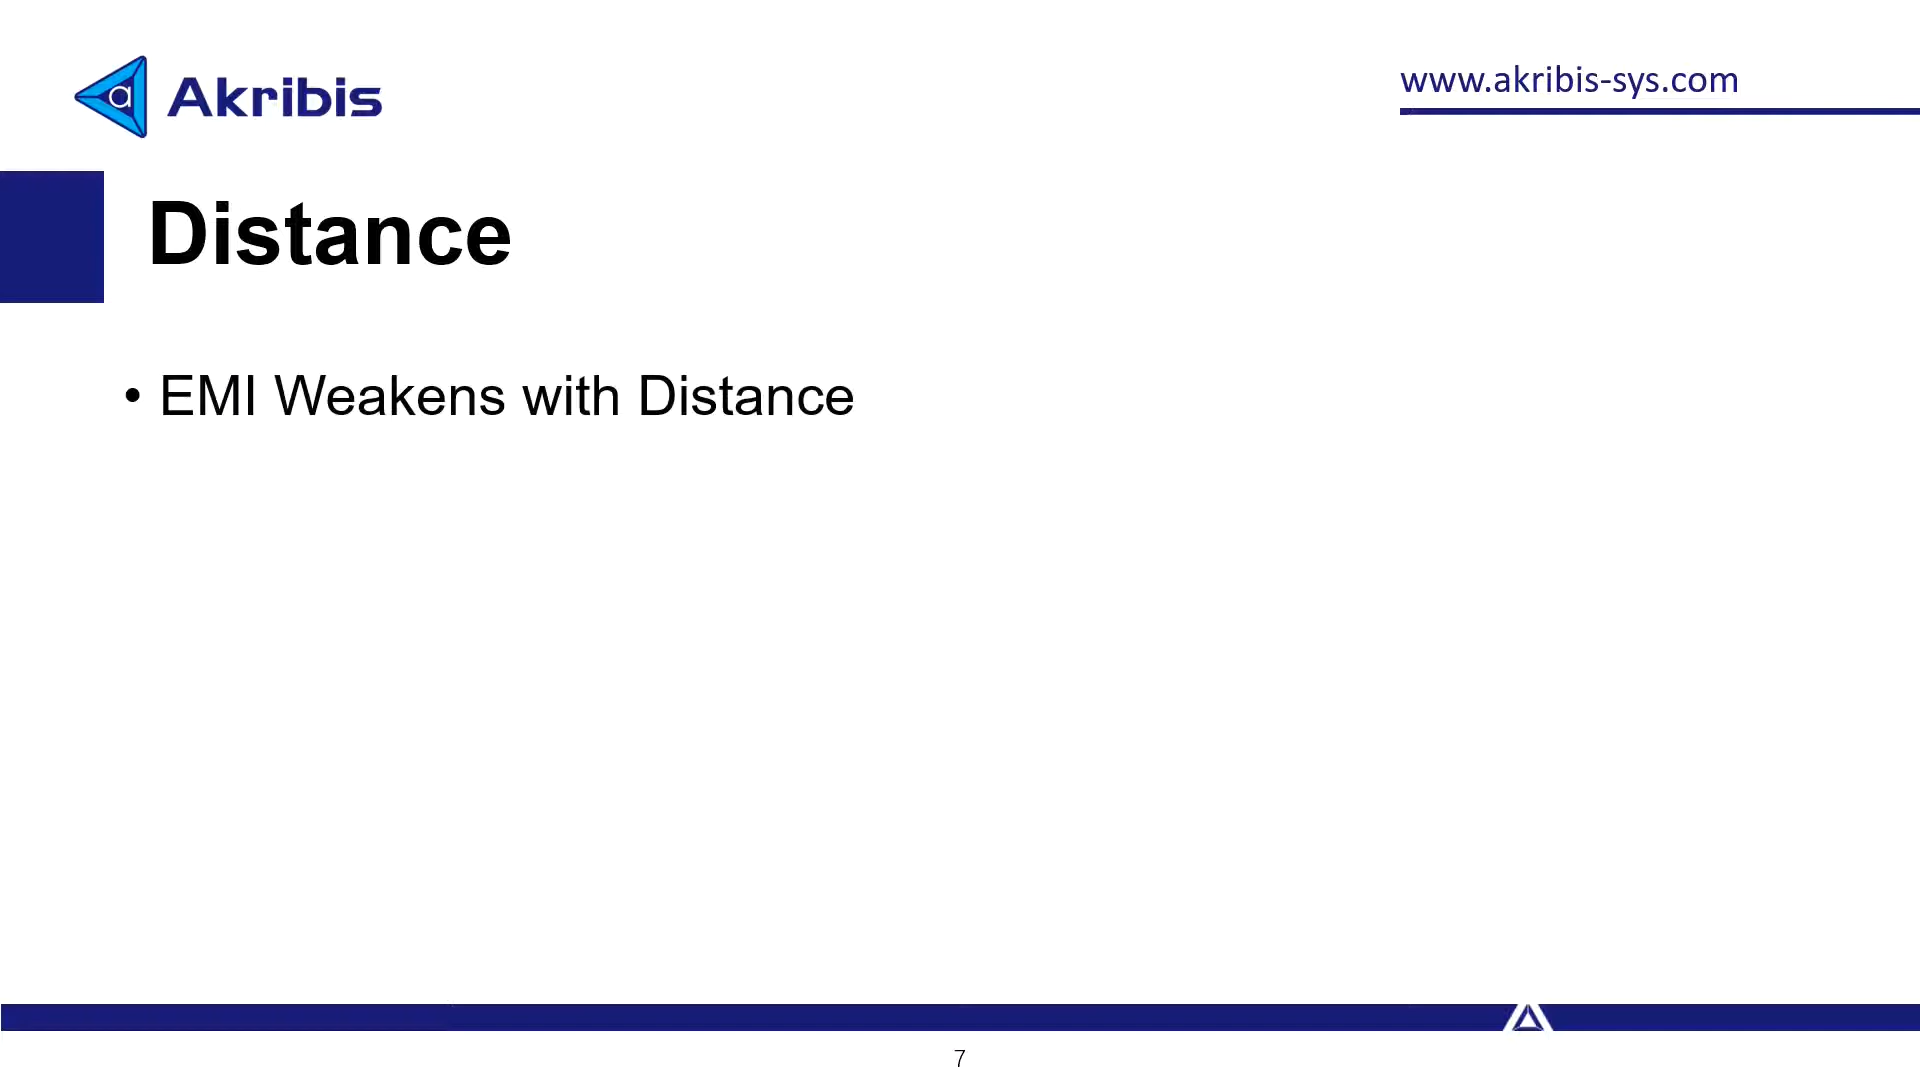 Akribis
www.akribis-sys.com
Distance
• EMI Weakens with Distance
7